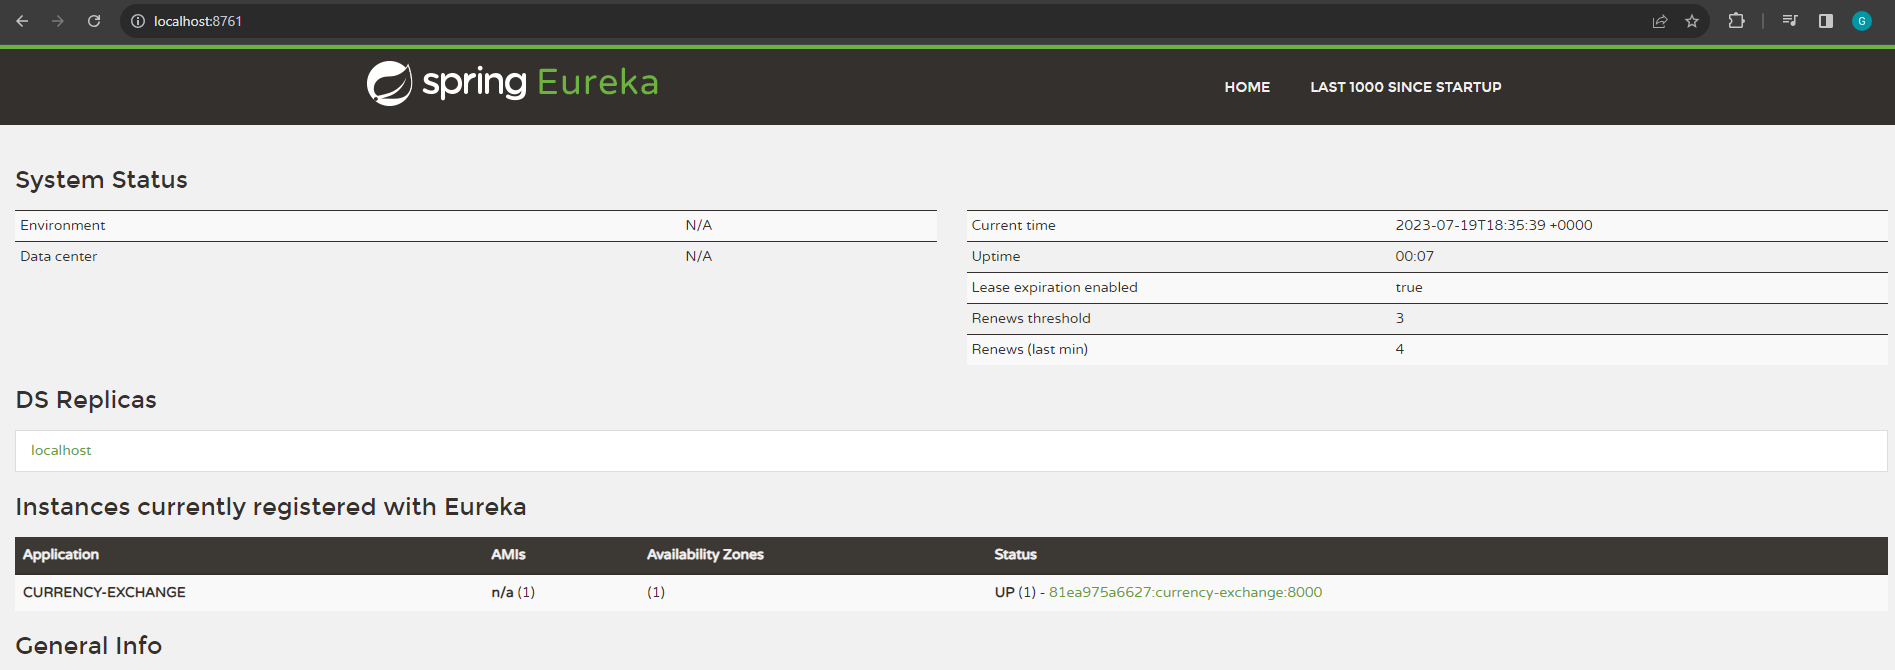 localhost:8761
G
spring Eureka
HOME LAST 1000 SINCE STARTUP
System Status
Environment N/A
Data center N/A
Current time 2023-07-19T18:35:39 +0000
Uptime 00:07
Lease expiration enabled true
Renews threshold 3
Renews (last min) 4
DS Replicas
localhost
Instances currently registered with Eureka
Application AMIs Availability Zones Status
CURRENCY-EXCHANGE n/a (1) (1) UP (1) - 81ea975a6627:currency-exchange:8000
General Info